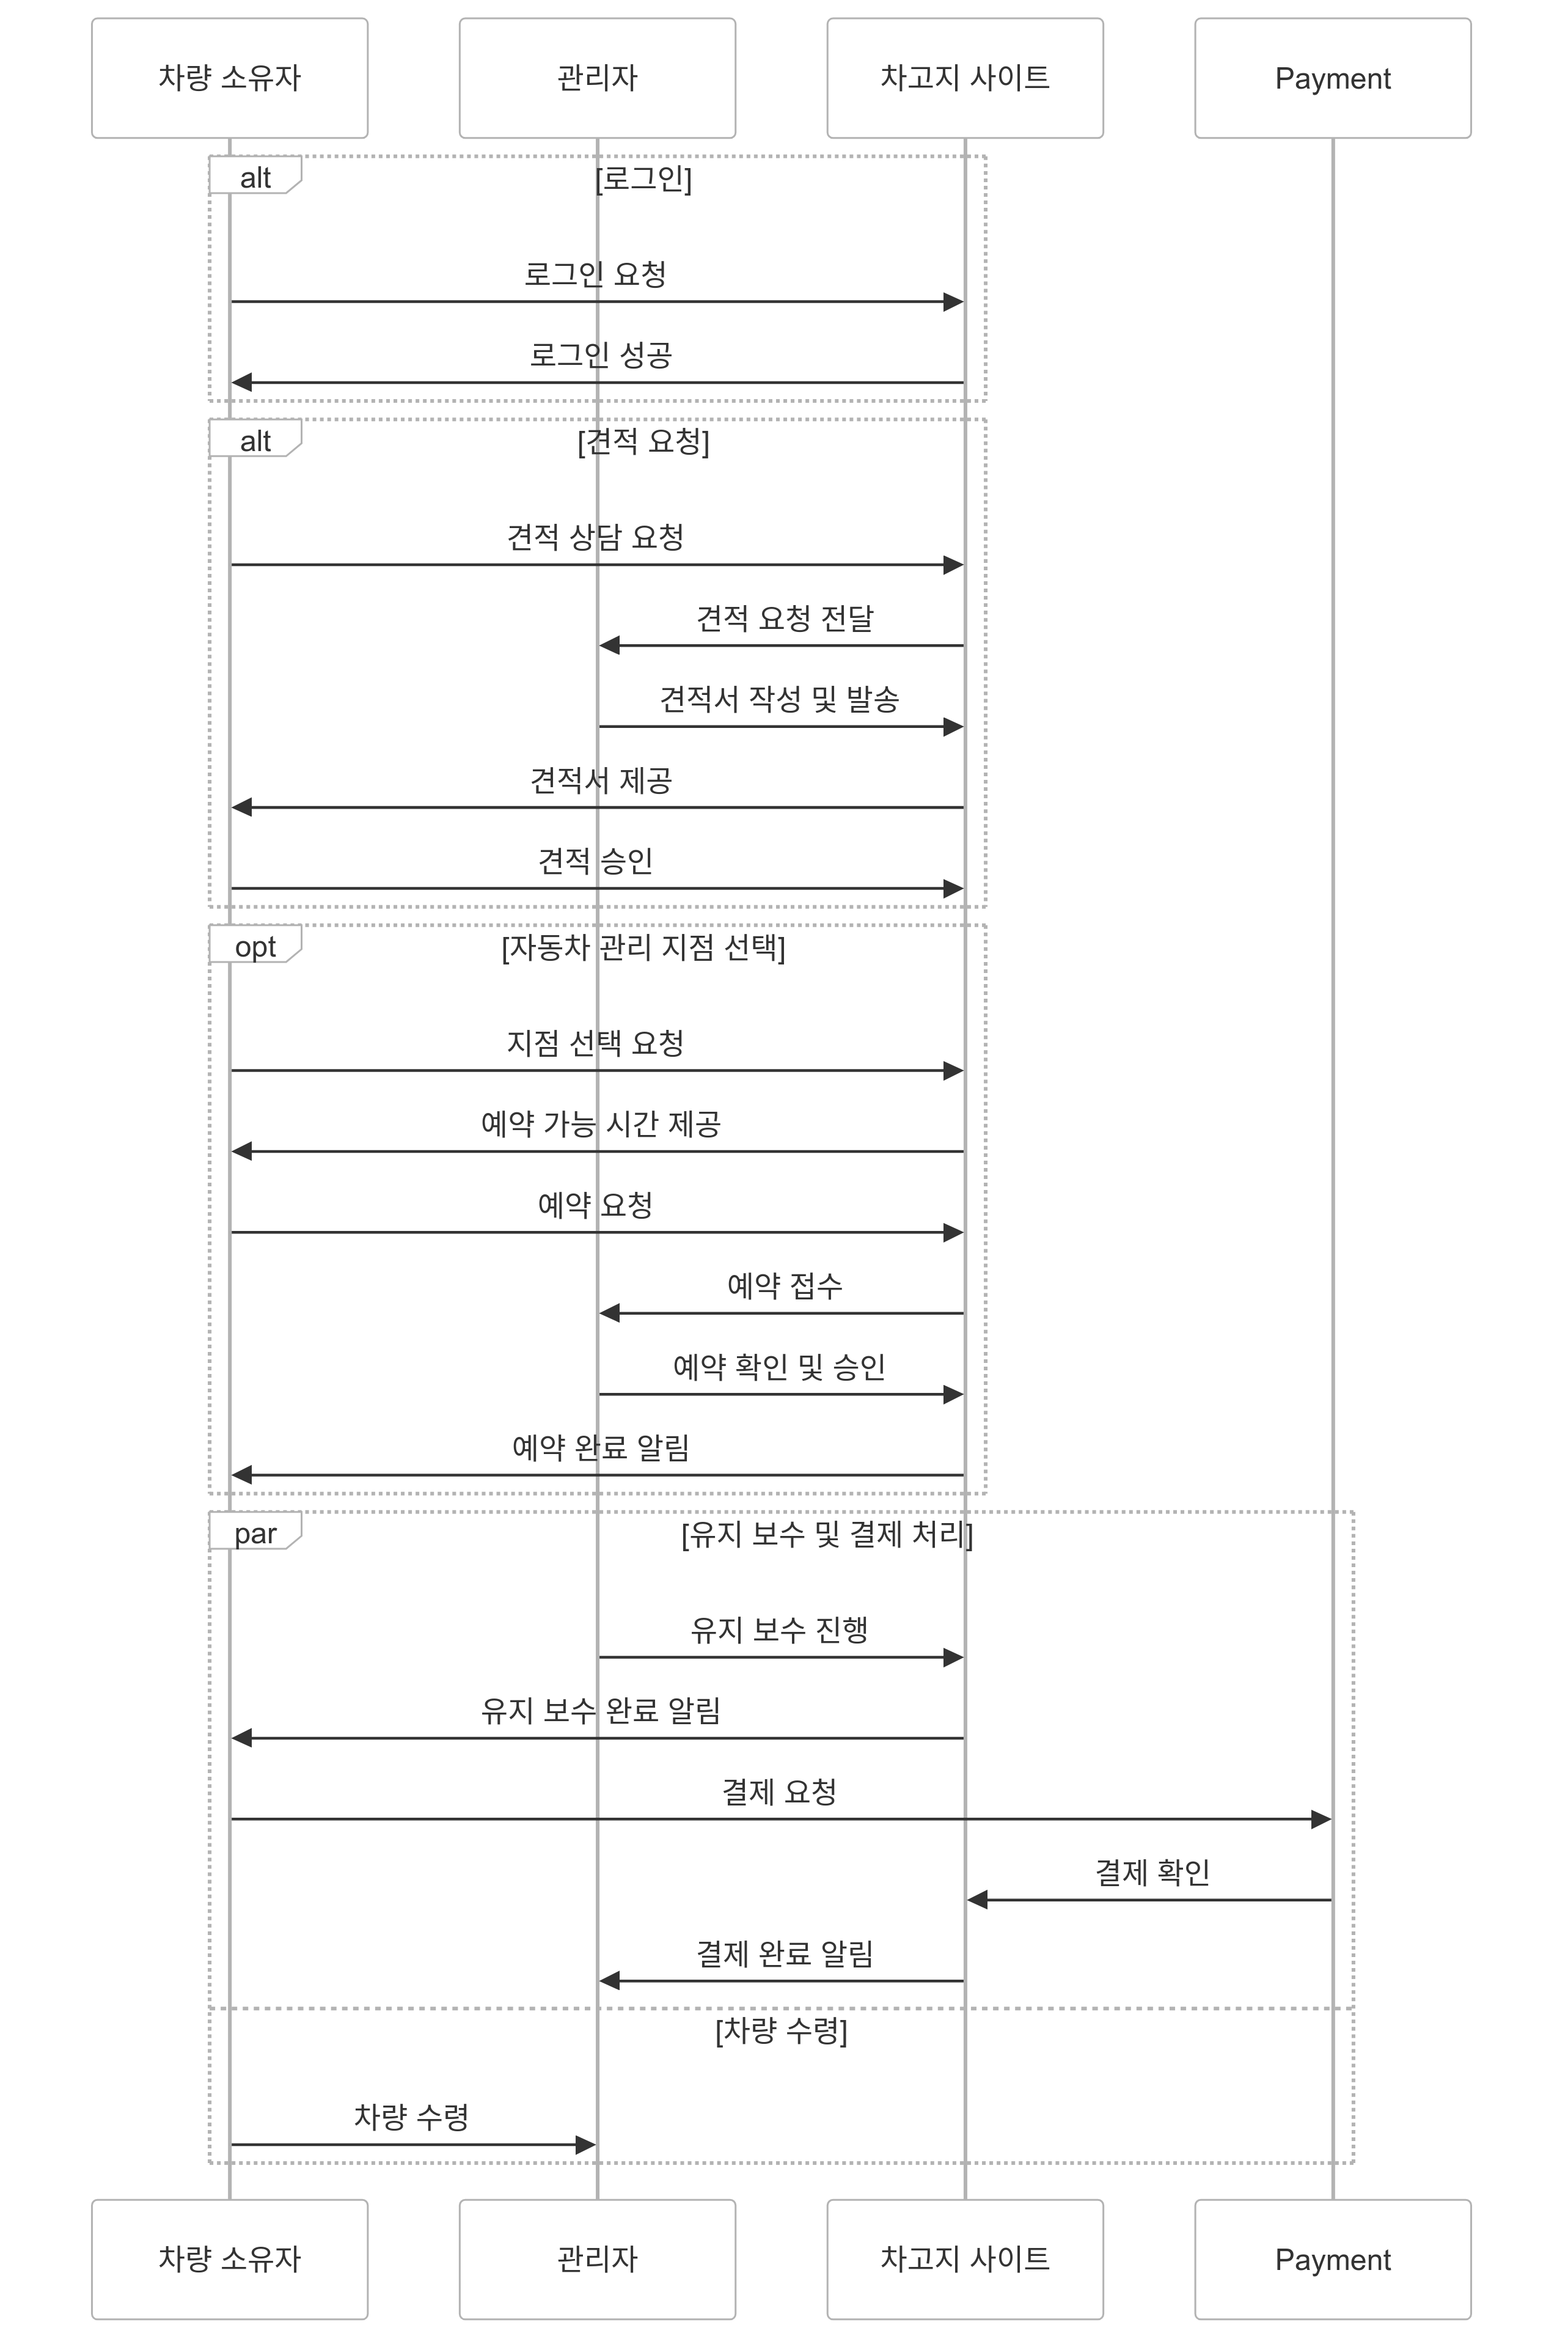 차량 소유자
관리자
차고지 사이트
Payment
alt
[로그인]
로그인 요청
로그인 성공
alt
[견적 요청]
견적 상담 요청
견적 요청 전달
견적서 작성 및 발송
견적서 제공
견적 승인
opt
[자동차 관리 지점 선택]
지점 선택 요청
예약 가능 시간 제공
예약 요청
예약 접수
예약 확인 및 승인
예약 완료 알림
par
[유지 보수 및 결제 처리]
유지 보수 진행
유지 보수 완료 알림
결제 요청
결제 확인
결제 완료 알림
[차량 수령]
차량 수령
차량 소유자
관리자
차고지 사이트
Payment